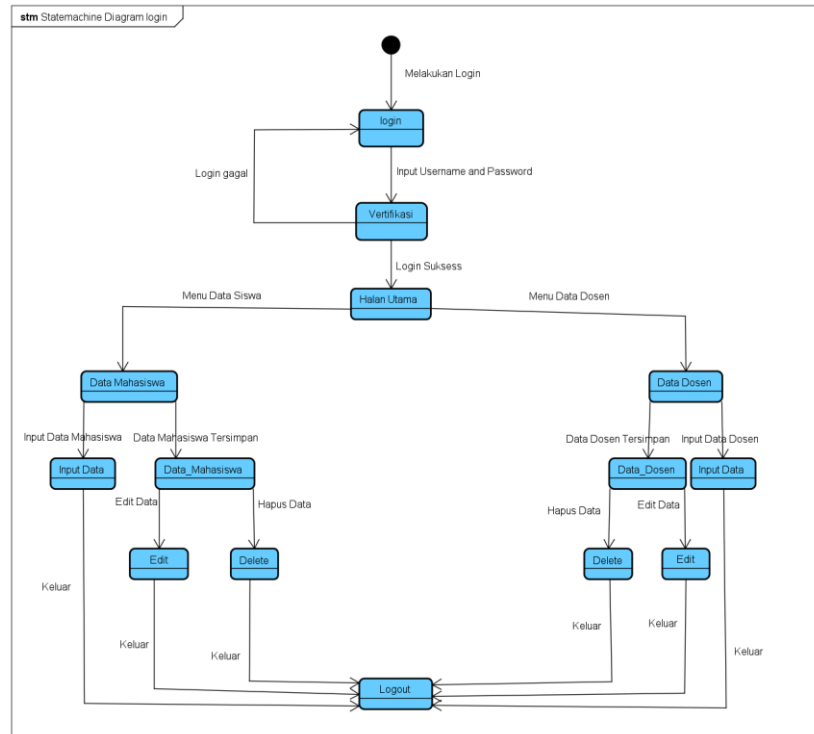 stm Statemachine Diagram login
Melakukan Login
login
Login gagal
Input Username and Password
Vertifikasi
Login Suksess
Menu Data Siswa
Halan Utama
Menu Data Dosen
Data Mahasiswa
Data Dosen
Input Data Mahasiswa
Data Mahasiswa Tersimpan
Data Dosen Tersimpan
Input Data Dosen
Input Data
Data_Mahasiswa
Data_Dosen
Input Data
Edit Data
Hapus Data
Hapus Data
Edit Data
Edit
Delete
Delete
Edit
Keluar
Keluar
Keluar
Keluar
Keluar
Keluar
Logout